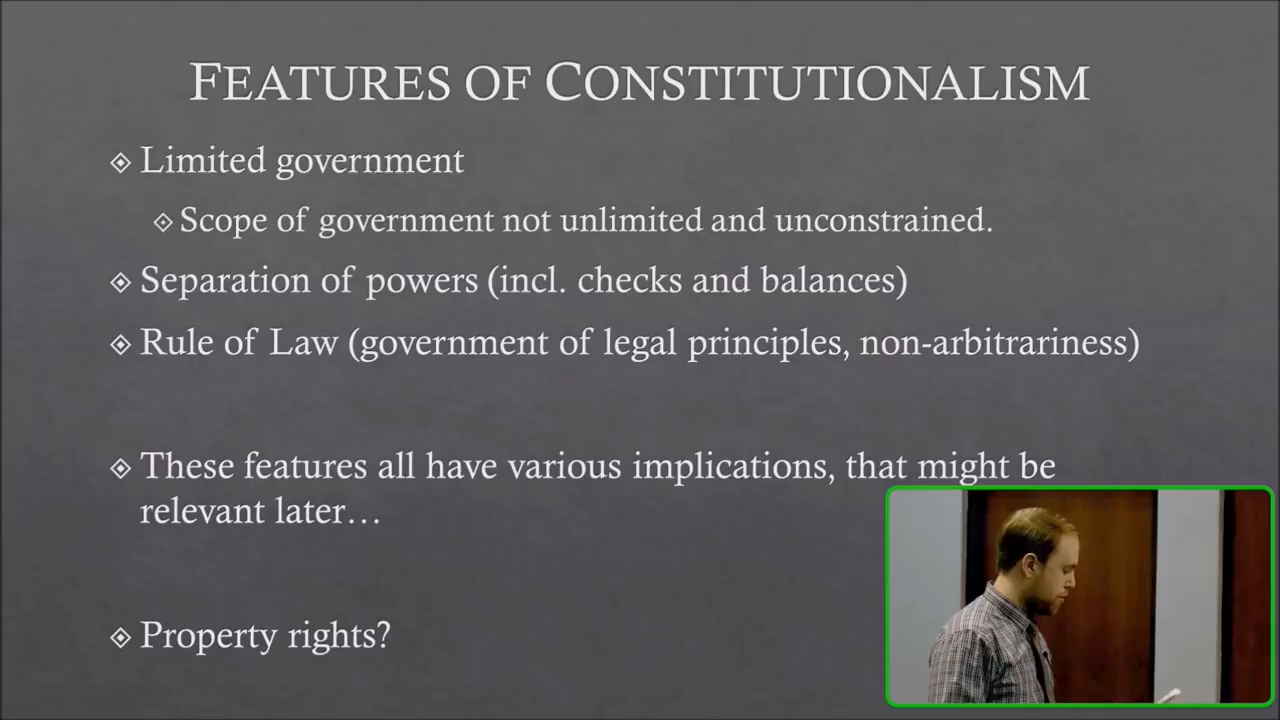 FEATURES OF CONSTITUTIONALISM
Limited government
Scope of government not unlimited and unconstrained.
Separation of powers (incl. checks and balances)
Rule of Law (government of legal principles, non-arbitrariness)
These features all have various implications, that might be
relevant later…
Property rights?